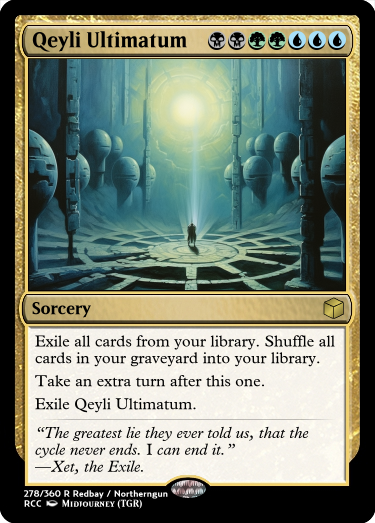 Qeyli Ultimatum
Sorcery
Exile all cards from your library. Shuffle all
cards in your graveyard into your library.
Take an extra turn after this one.
Exile Qeyli Ultimatum.
“The greatest lie they ever told us, that the
cycle never ends. I can end it.”
—Xet, the Exile.
278/360 R Redbay / Northerngun
RCC Midjourney (TGR)